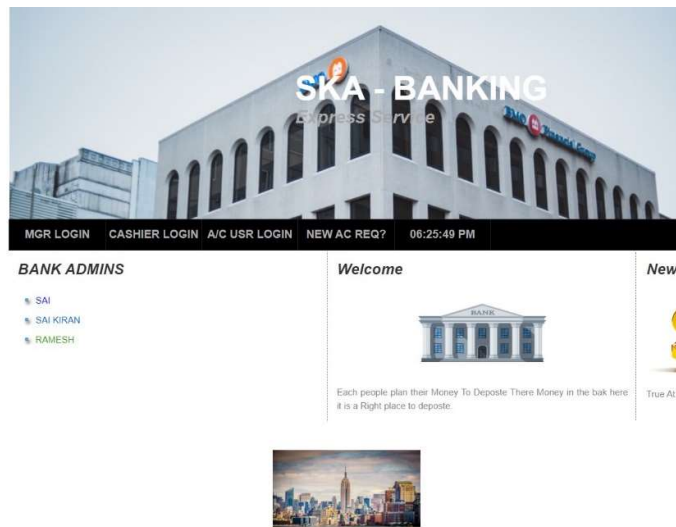 SKA - BANKING
Express Service
MGR LOGIN CASHIER LOGIN A/C USR LOGIN NEW AC REQ? 06:25:49 PM
BANK ADMINS
SAI
SAI KIRAN
RAMESH
Welcome
BANK
Each people plan their Money To Deposte There Money in the bak here
it is a Right place to deposte.
New
True At